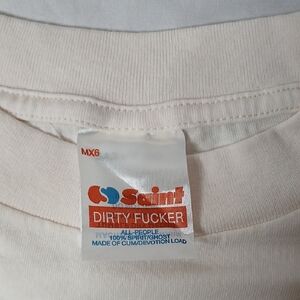 MX6
Saint
DIRTY FUCKER
ALL-PEOPLE
100% SPIRIT/GHOST
MADE OF CUM/DEVOTION LOAD